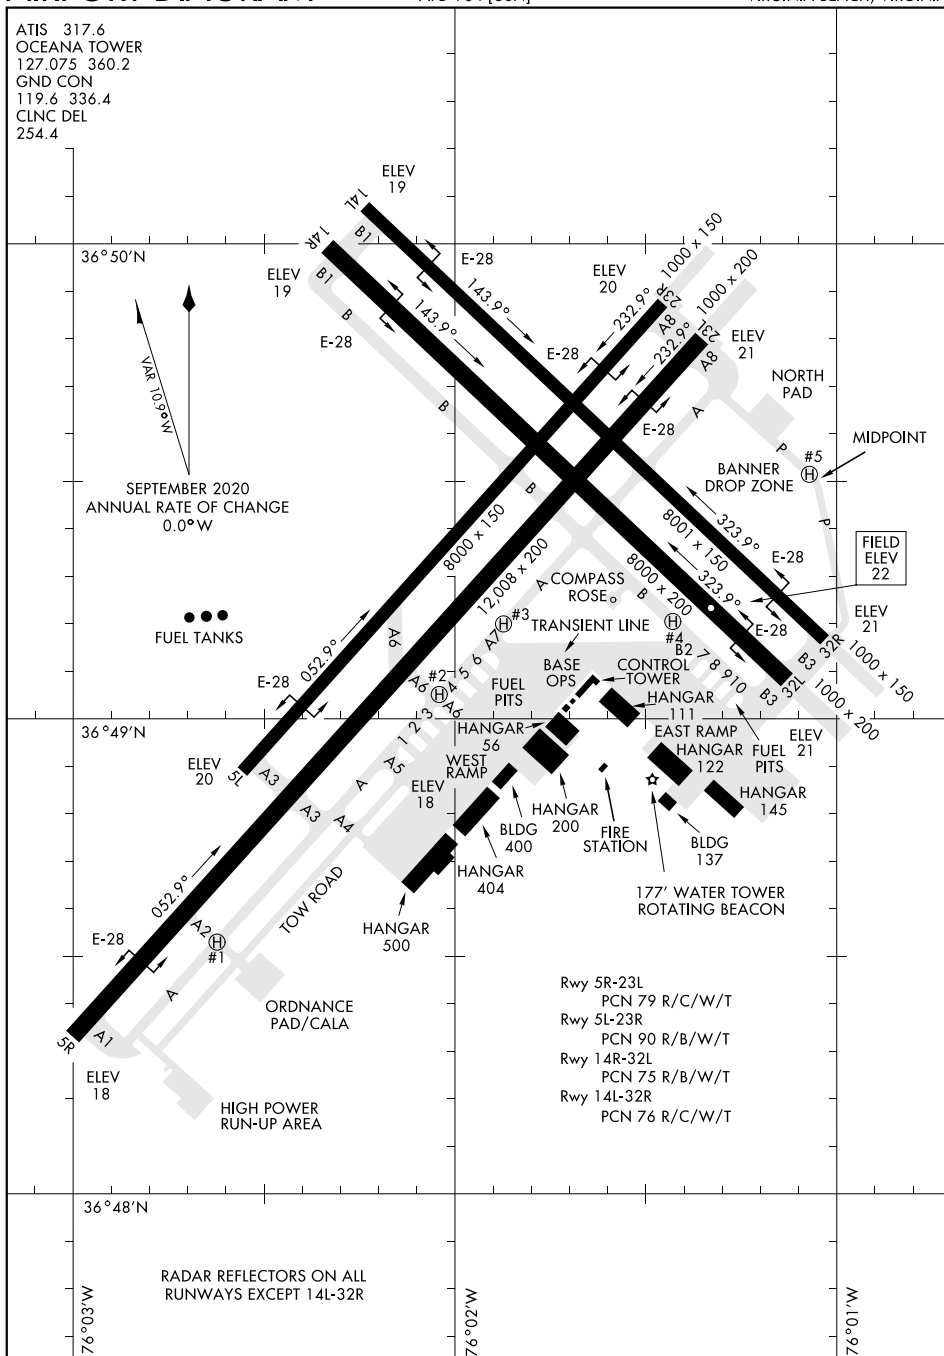 ATIS 317.6
OCEANA TOWER
127.075 360.2
GND CON
119.6 336.4
CLNC DEL
254.4
ELEV
19
14L
14R
B1
B1
B
E-28
143.9°
143.9°
E-28
ELEV
19
36°50'N
ELEV
20
23R
1000 x 150
1000 x 200
23L
232.9°
232.9°
A8
A8
ELEV
21
E-28
E-28
A
NORTH
PAD
P
#5
H
MIDPOINT
BANNER
DROP ZONE
P
VAR 10.9°W
SEPTEMBER 2020
ANNUAL RATE OF CHANGE
0.0°W
B
B
8000 x 150
12,008 x 200
323.9°
8001 x 150
323.9°
8000 x 200
E-28
FIELD
ELEV
22
A
COMPASS
ROSE
B
FUEL TANKS
052.9°
A6
H #3
A7
TRANSIENT LINE
H
#4
B2
E-28
ELEV
21
32R
B3
1000 x 150
E-28
#2
H
A6
A6
1 2 3 4 5 6
7 8 9 10
FUEL
PITS
BASE
OPS
CONTROL
TOWER
HANGAR
111
32L
B3
1000 x 200
36°49'N
HANGAR
56
EAST RAMP
HANGAR
122
FUEL
PITS
ELEV
21
ELEV
20
5L
A3
A3
A4
A
A5
WEST
RAMP
ELEV
18
HANGAR
145
HANGAR
200
BLDG
400
FIRE
STATION
BLDG
137
HANGAR
404
177' WATER TOWER
ROTATING BEACON
TOW ROAD
HANGAR
500
052.9°
E-28
A2
H
#1
A
ORDNANCE
PAD/CALA
5R
A1
ELEV
18
HIGH POWER
RUN-UP AREA
Rwy 5R-23L
PCN 79 R/C/W/T
Rwy 5L-23R
PCN 90 R/B/W/T
Rwy 14R-32L
PCN 75 R/B/W/T
Rwy 14L-32R
PCN 76 R/C/W/T
36°48'N
RADAR REFLECTORS ON ALL
RUNWAYS EXCEPT 14L-32R
76°03'W
76°02'W
76°01'W